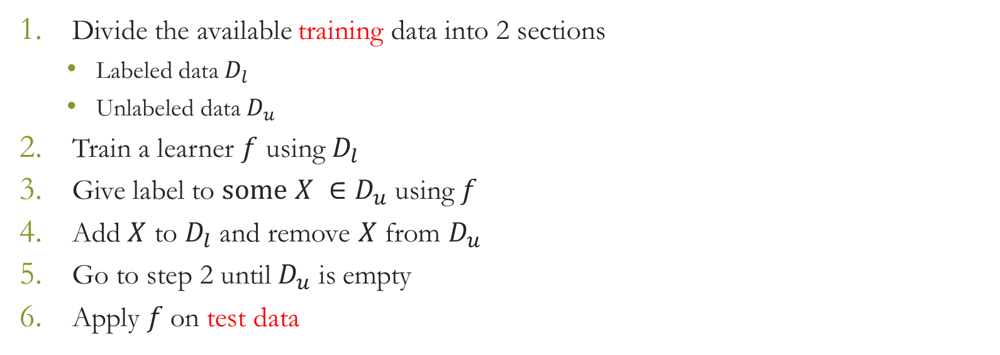 1. Divide the available training data into 2 sections
• Labeled data $D_l$
• Unlabeled data $D_u$
2. Train a learner $f$ using $D_l$
3. Give label to some $X \in D_u$ using $f$
4. Add $X$ to $D_l$ and remove $X$ from $D_u$
5. Go to step 2 until $D_u$ is empty
6. Apply $f$ on test data